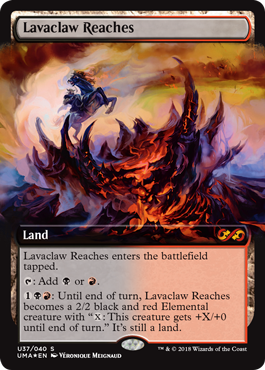 Lavaclaw Reaches
Land
Lavaclaw Reaches enters the battlefield
tapped.
: Add or .
1 : Until end of turn, Lavaclaw Reaches
becomes a 2/2 black and red Elemental
creature with “X: This creature gets +X/+0
until end of turn.” It's still a land.
U37/040 S
UMA EN Véronique Meignaud
™ & © 2018 Wizards of the Coast